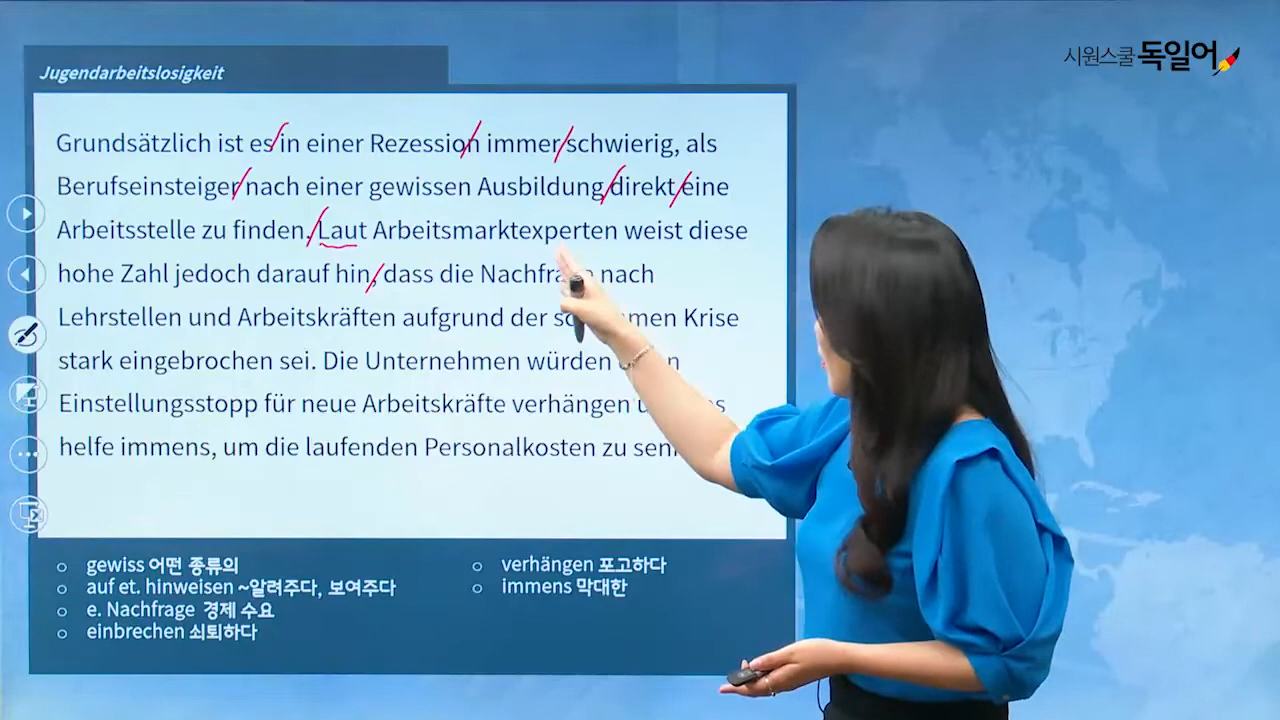 시원스쿨 독일어
Jugendarbeitslosigkeit
Grundsätzlich ist es in einer Rezession immer schwierig, als
Berufseinsteiger nach einer gewissen Ausbildung direkt eine
Arbeitsstelle zu finden. Laut Arbeitsmarktexperten weist diese
hohe Zahl jedoch darauf hin, dass die nach
Lehrstellen und Arbeitskräften aufgrund der Krise
stark eingebrochen sei. Die Unternehmen würden
Einstellungsstopp für neue Arbeitskräfte verhängen
helfe immens, um die laufenden Personalkosten zu
gewiss 어떤 종류의
auf et. hinweisen ~알려주다, 보여주다
e. Nachfrage 경제 수요
einbrechen 쇠퇴하다
verhängen 포고하다
immens 막대한